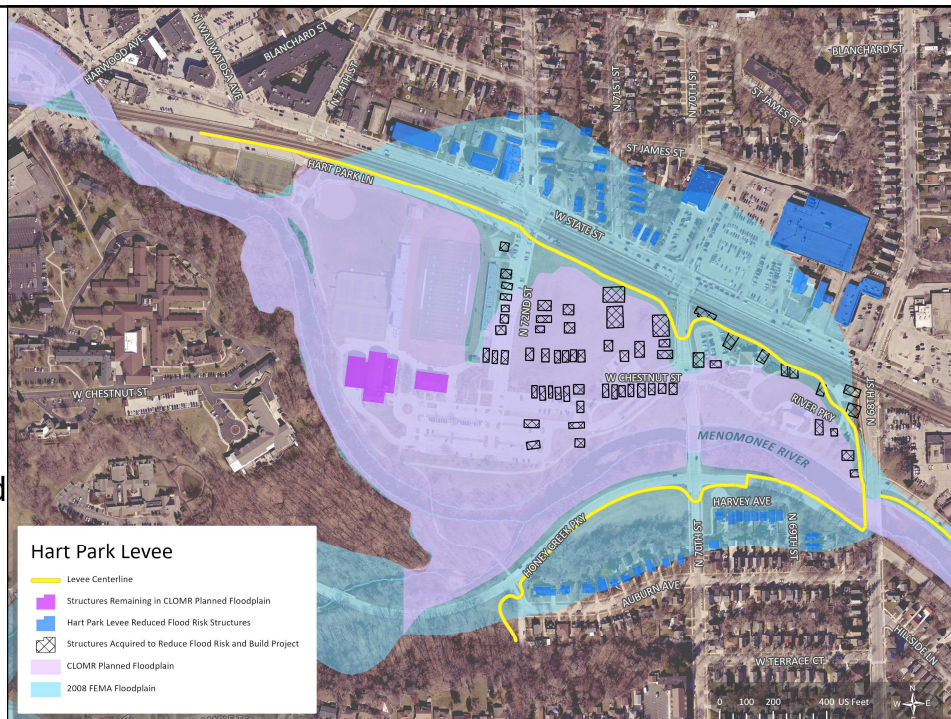 HARWOOD AVE
N WAUWATOSA AVE
BLANCHARD ST
N 74TH ST
N 71ST ST
N 70TH ST
BLANCHARD ST
ST JAMES CT
ST JAMES ST
HART PARK LN
W STATE ST
N 72ND ST
W CHESTNUT ST
W CHESTNUT ST
RIVER PKY
N 68TH ST
MENOMONEE RIVER
d
HARVEY AVE
HONEY CREEK PKY
N 70TH ST
N 69TH ST
AUBURN AVE
W TERRACE CT
HILLSIDE LN
Hart Park Levee
Levee Centerline
Structures Remaining in CLOMR Planned Floodplain
Hart Park Levee Reduced Flood Risk Structures
Structures Acquired to Reduce Flood Risk and Build Project
CLOMR Planned Floodplain
2008 FEMA Floodplain
0 100 200 400 US Feet
N
W E
S